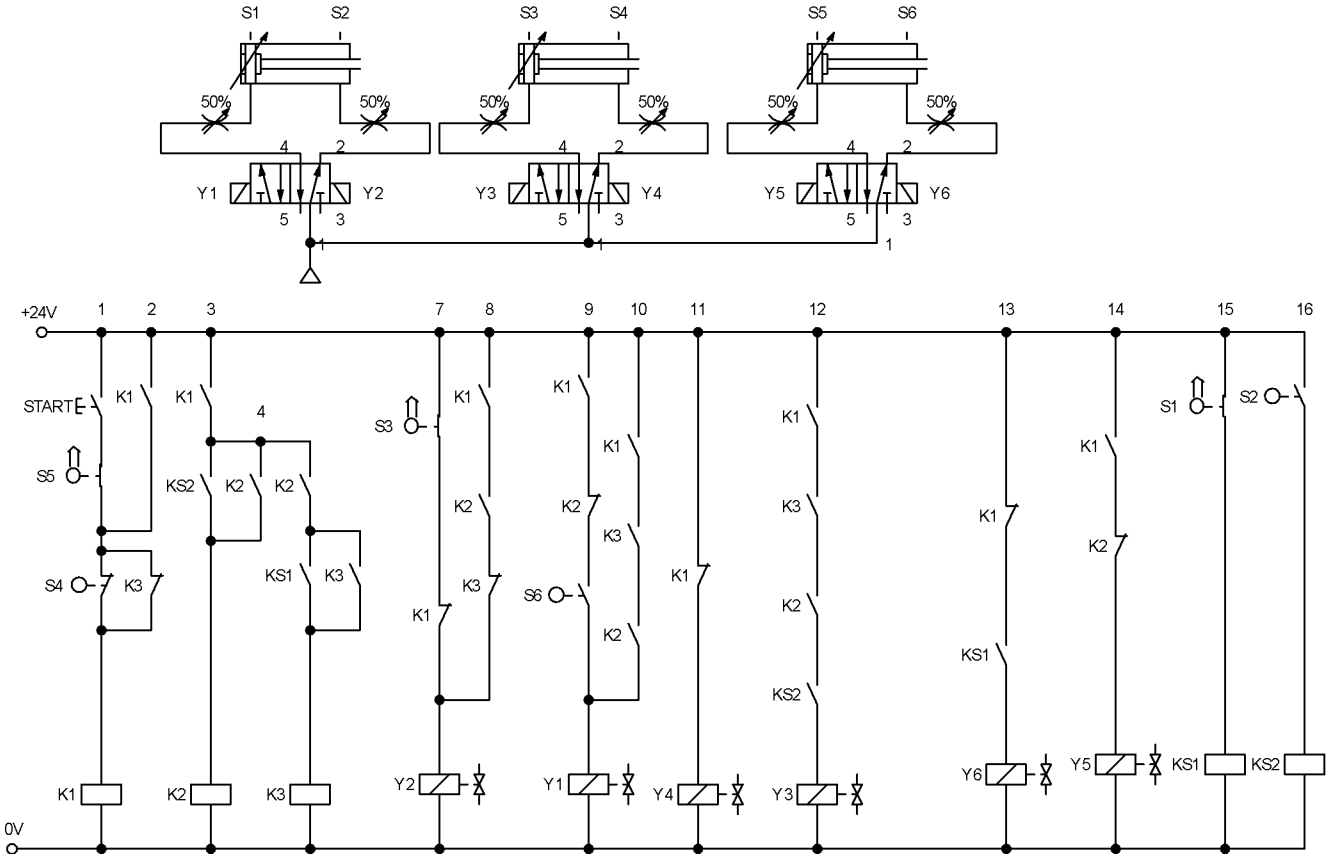 S1 S2 S3 S4 S5 S6
50% 50% 50% 50% 50% 50%
4 2 4 2 4 2
Y1 Y2 Y3 Y4 Y5 Y6
5 3 5 3 5 3
1 1 1
+24V 1 2 3 7 8 9 10 11 12 13 14 15 16
START K1 K1 4 S3 K1 K1 K1 K1 K1 S1 S2
S5 KS2 K2 K2 K2 K2 K3 K3 K1 K2
S4 K3 KS1 K3 K1 K3 S6 K2 K1 K2 KS2 KS1
Y2 Y1 Y4 Y3 Y6 Y5 KS1 KS2
K1 K2 K3
0V